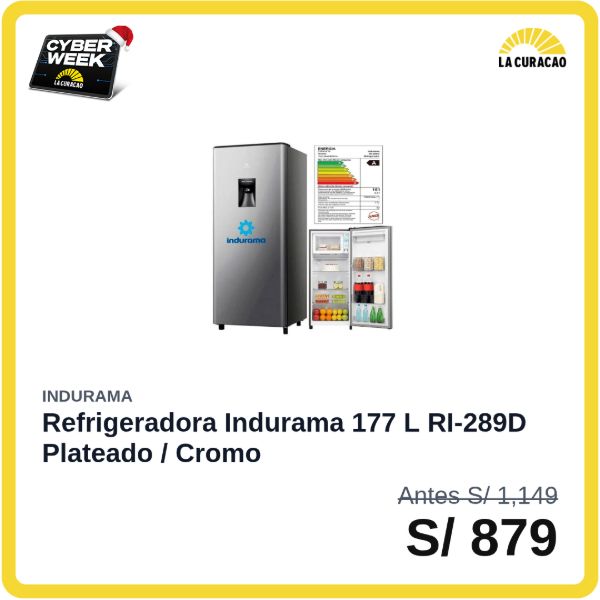 CYBER
WEEK
LA CURACAO
LA CURACAO
ENERGÍA
A
indurama
INDURAMA
Refrigeradora Indurama 177 L RI-289D
Plateado / Cromo
Antes S/ 1,149
S/ 879